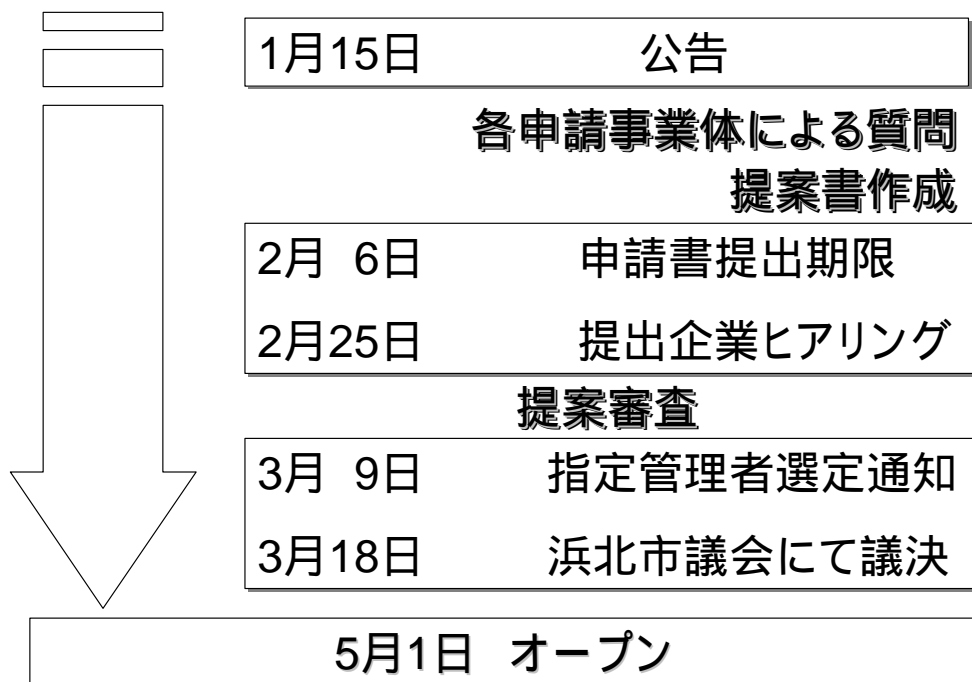 1月15日 公告
各申請事業体による質問
提案書作成
2月 6日 申請書提出期限
2月25日 提出企業ヒアリング
提案審査
3月 9日 指定管理者選定通知
3月18日 浜北市議会にて議決
5月1日 オープン